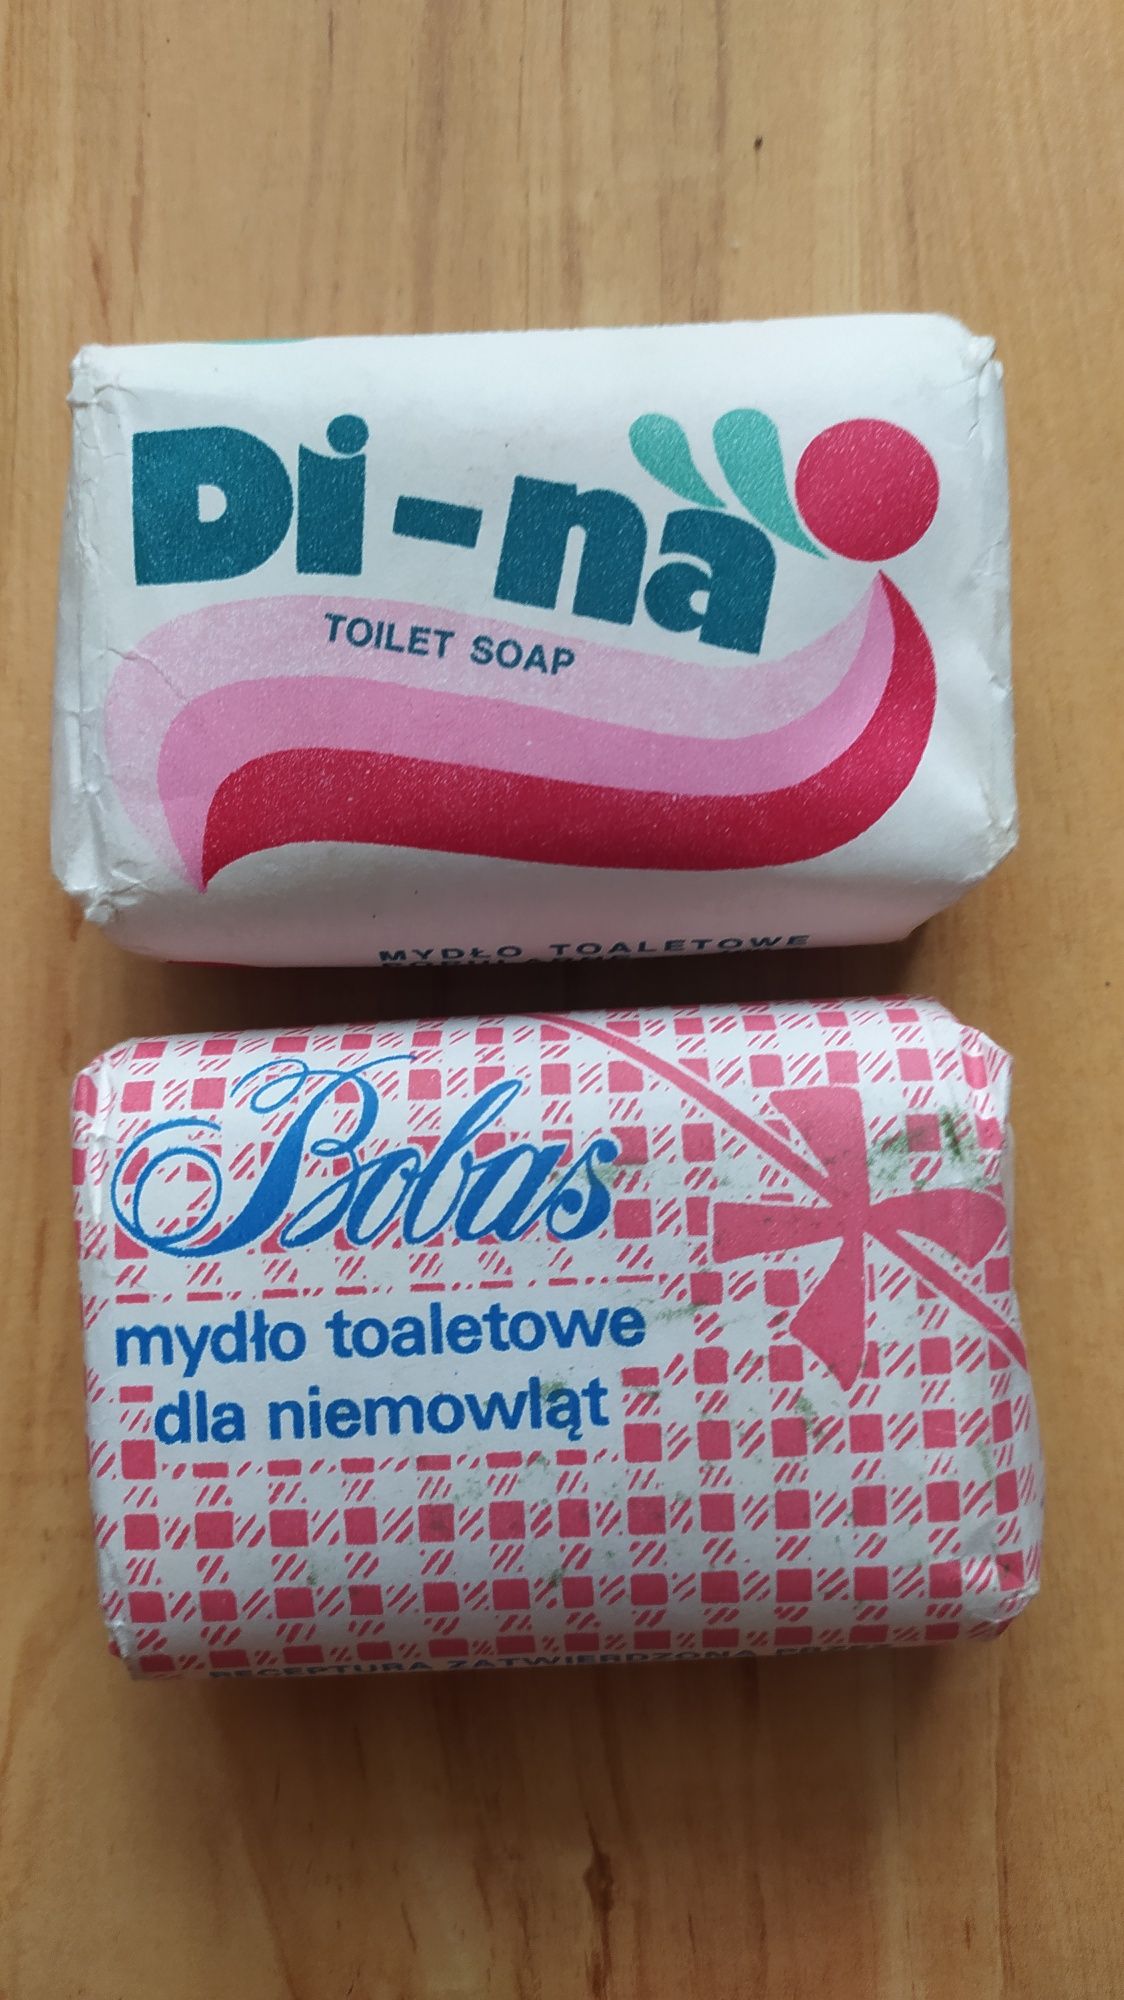 Di-na
TOILET SOAP
MYDŁO TOALETOWE
Bobas
mydło toaletowe
dla niemowląt
RECEPTURA ZATWIERDZONA